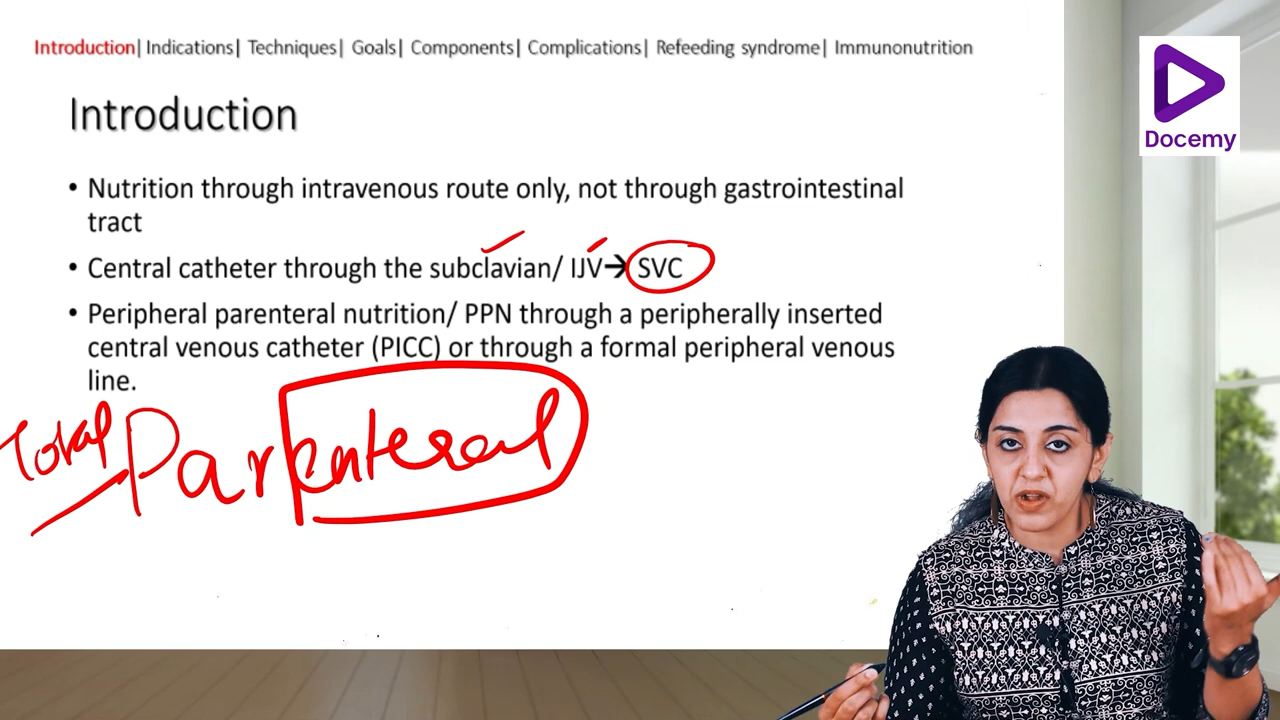 Introduction| Indications| Techniques| Goals| Components| Complications| Refeeding syndrome| Immunonutrition
Docemy
Introduction
• Nutrition through intravenous route only, not through gastrointestinal
tract
• Central catheter through the subclavian/ IJV→ SVC
• Peripheral parenteral nutrition/ PPN through a peripherally inserted
central venous catheter (PICC) or through a formal peripheral venous
line.
Total Parenteral